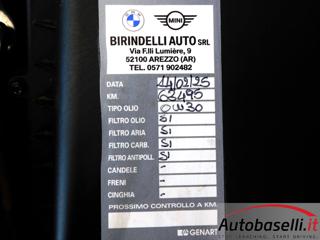 MINI
BIRINDELLI AUTO SRL
Via F.lli Lumière, 9
52100 AREZZO (AR)
TEL. 0571 902482
DATA 14/02/25
KM. 63495
TIPO OLIO 0W30
FILTRO OLIO SI
FILTRO ARIA SI
FILTRO CARB. SI
FILTRO ANTIPOLL. SI
CANDELE -
FRENI -
CINGHIA -
PROSSIMO CONTROLLO A KM.
GENART
Autobaselli.it